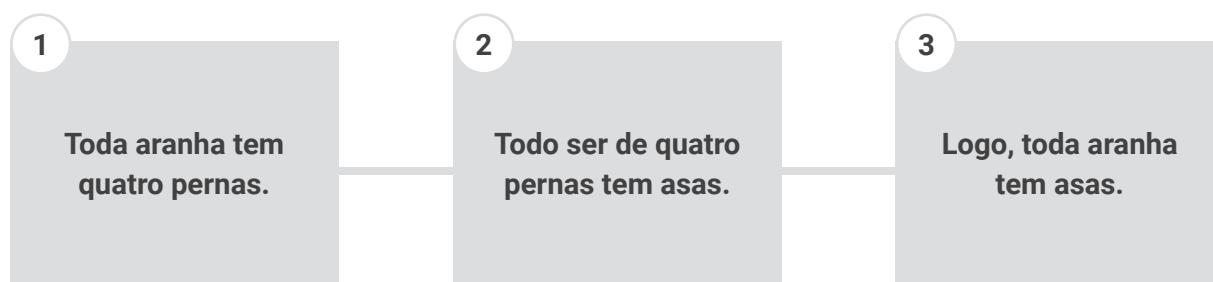 1
Toda aranha tem
quatro pernas.
2
Todo ser de quatro
pernas tem asas.
3
Logo, toda aranha
tem asas.